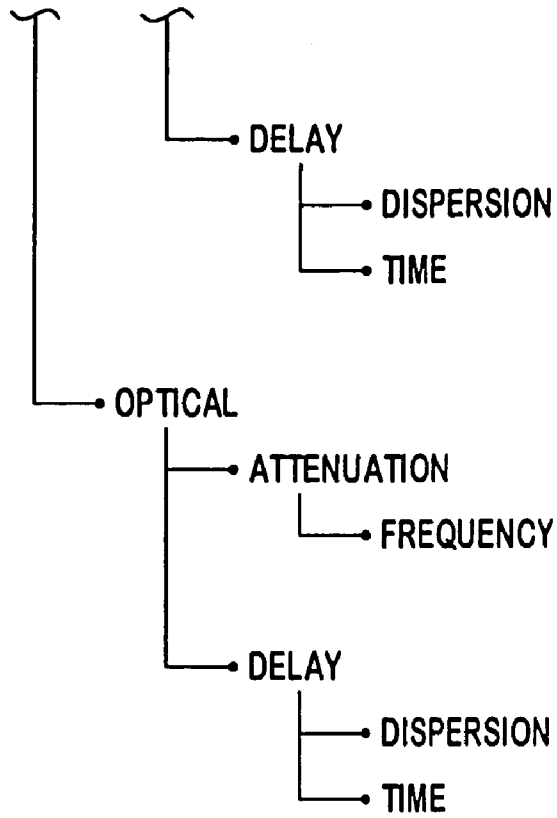 DELAY
DISPERSION
TIME
OPTICAL
ATTENUATION
FREQUENCY
DELAY
DISPERSION
TIME